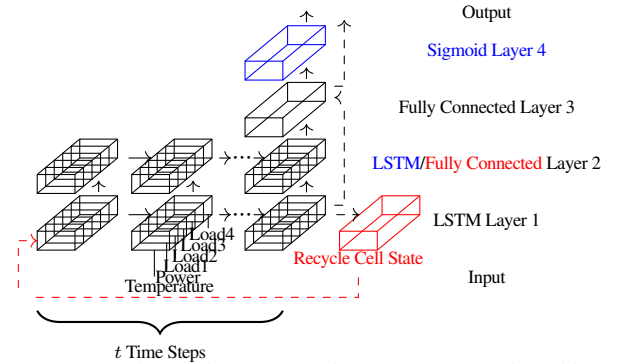 Output
Sigmoid Layer 4
Fully Connected Layer 3
LSTM/Fully Connected Layer 2
LSTM Layer 1
Load4
Load3
Load2
Load1
Power
Temperature
Recycle Cell State
Input
t Time Steps